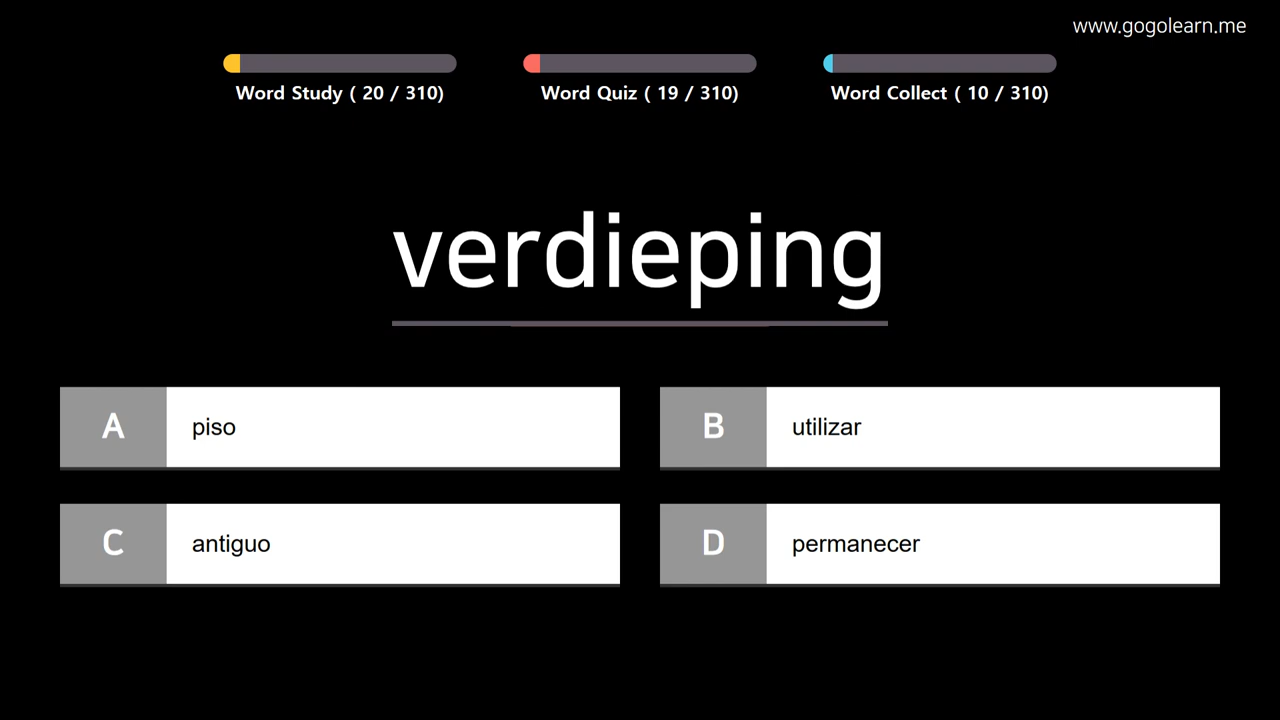 www.gogolearn.me
Word Study ( 20 / 310)
Word Quiz ( 19 / 310)
Word Collect ( 10 / 310)
verdieping
A piso
B utilizar
C antiguo
D permanecer